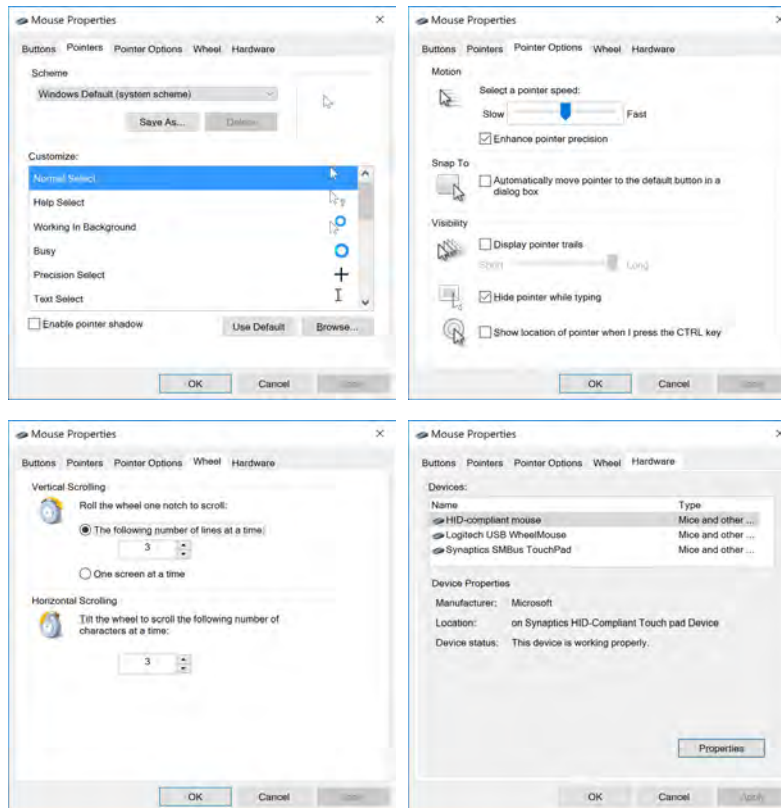 Mouse Properties
Buttons Pointers Pointer Options Wheel Hardware
Scheme
Windows Default (system scheme)
Save As... Delete
Customize:
Normal Select
Help Select
Working In Background
Busy
Precision Select
Text Select
Enable pointer shadow
Use Default Browse...
OK Cancel Apply
Mouse Properties
Buttons Pointers Pointer Options Wheel Hardware
Motion
Select a pointer speed:
Slow Fast
Enhance pointer precision
Snap To
Automatically move pointer to the default button in a
dialog box
Visibility
Display pointer trails
Short Long
Hide pointer while typing
Show location of pointer when I press the CTRL key
OK Cancel Apply
Mouse Properties
Buttons Pointers Pointer Options Wheel Hardware
Vertical Scrolling
Roll the wheel one notch to scroll:
The following number of lines at a time:
3
One screen at a time
Horizontal Scrolling
Tilt the wheel to scroll the following number of
characters at a time:
3
OK Cancel Apply
Mouse Properties
Buttons Pointers Pointer Options Wheel Hardware
Devices:
Name Type
HID-compliant mouse Mice and other ...
Logitech USB WheelMouse Mice and other ...
Synaptics SMBus TouchPad Mice and other ...
Device Properties
Manufacturer: Microsoft
Location: on Synaptics HID-Compliant Touch pad Device
Device status: This device is working properly.
Properties
OK Cancel Apply